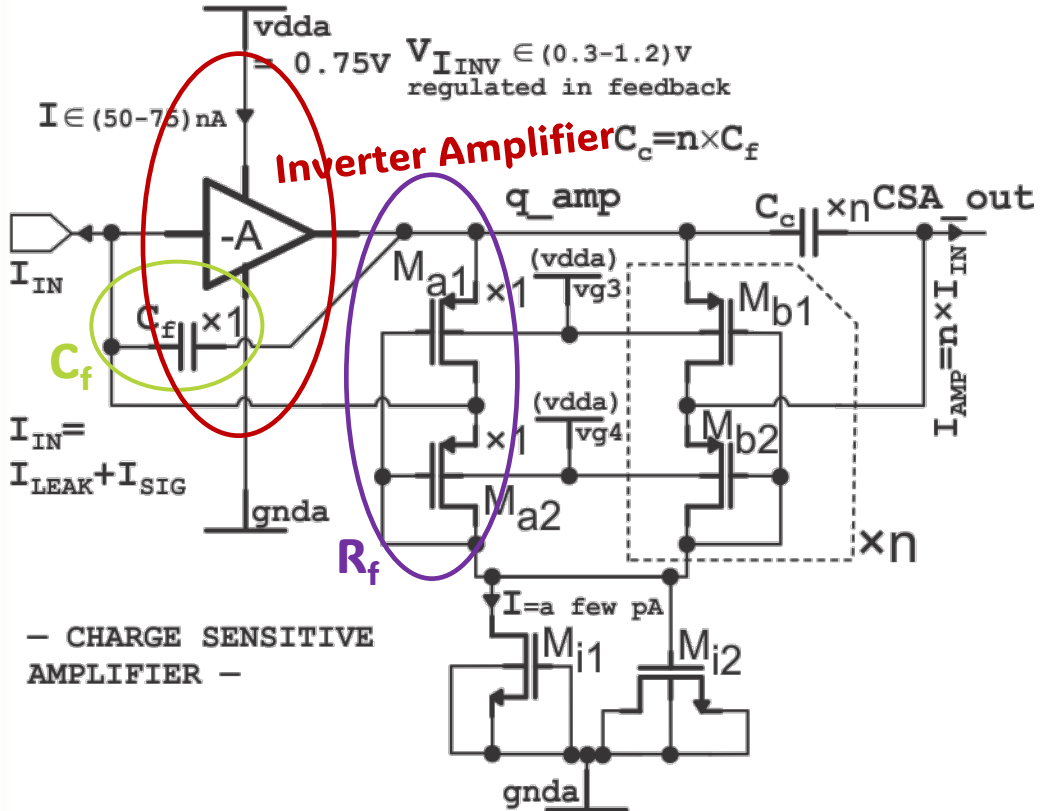 vdda
= 0.75V
V_IINV ∈(0.3-1.2)V
regulated in feedback
I∈(50-75)nA
Inverter Amplifier
C_c=n×C_f
-A
q_amp
C_c ×n
CSA_out
I_IN
M_a1
×1
(vdda)
vg3
M_b1
C_f ×1
C_f
I_AMP=n×I_IN
(vdda)
vg4
×1
M_b2
I_IN=
I_LEAK+I_SIG
gnda
M_a2
R_f
×n
I=a few pA
— CHARGE SENSITIVE
AMPLIFIER —
M_i1
M_i2
gnda